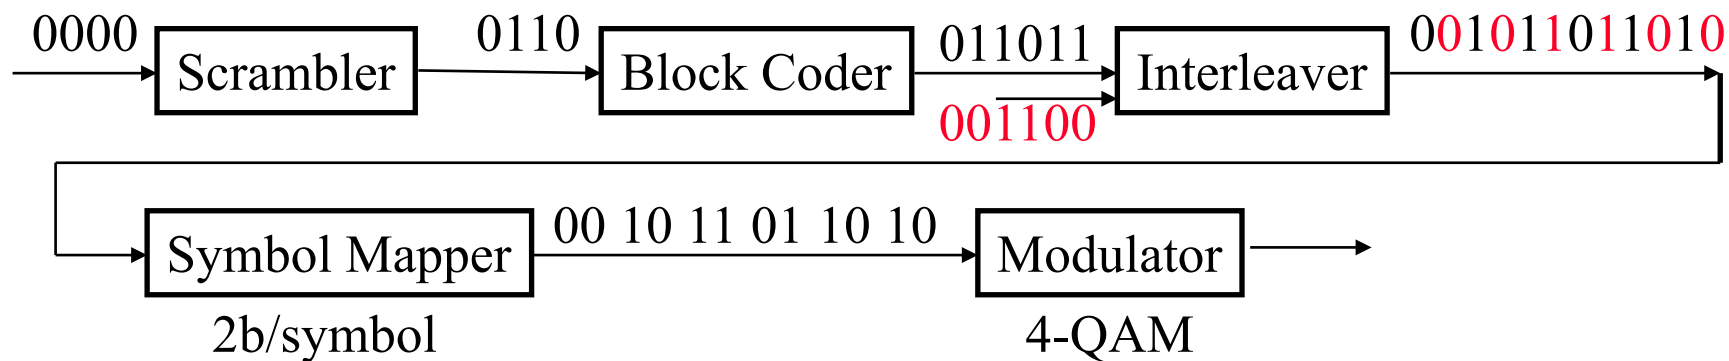 0000
Scrambler
0110
Block Coder
011011
001100
Interleaver
001011011010
Symbol Mapper
2b/symbol
00 10 11 01 10 10
Modulator
4-QAM